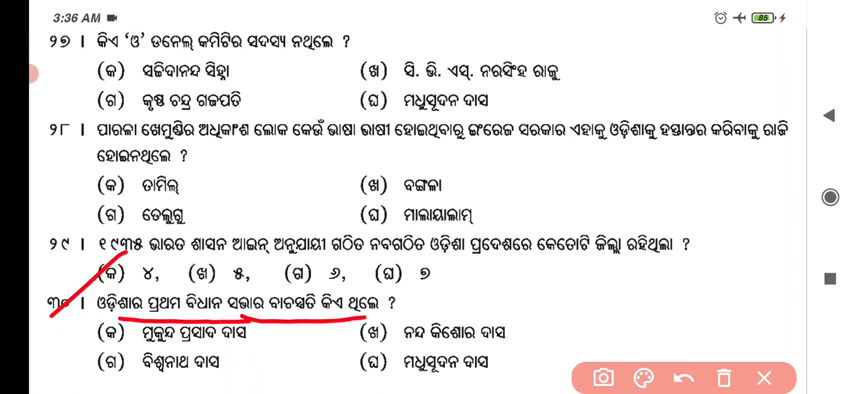 3:36 AM
85
୨୭ । କିଏ ‘ଓ’ ଡନେଲ୍ କମିଟିର ସଦସ୍ୟ ନଥିଲେ ?
(କ) ସଚ୍ଚିଦାନନ୍ଦ ସିହ୍ନା (ଖ) ସି. ଭି. ଏସ୍. ନରସିଂହ ରାଜୁ
(ଗ) କୃଷ୍ଣ ଚନ୍ଦ୍ର ଗଜପତି (ଘ) ମଧୁସୂଦନ ଦାସ
୨୮ । ପାରଳା ଖେମୁଣ୍ଡିର ଅଧିକାଂଶ ଲୋକ କେଉଁ ଭାଷା ଭାଷୀ ହୋଇଥିବାରୁ ଇଂରେଜ ସରକାର ଏହାକୁ ଓଡ଼ିଶାକୁ ହସ୍ତାନ୍ତର କରିବାକୁ ରାଜି
ହୋଇନଥିଲେ ?
(କ) ତାମିଲ୍ (ଖ) ବଙ୍ଗଳା
(ଗ) ତେଲୁଗୁ (ଘ) ମାଲାୟାଲାମ୍
୨୯ । ୧୯୩୫ ଭାରତ ଶାସନ ଆଇନ୍ ଅନୁଯାୟୀ ଗଠିତ ନବଗଠିତ ଓଡ଼ିଶା ପ୍ରଦେଶରେ କେତୋଟି ଜିଲ୍ଲା ରହିଥିଲା ?
(କ) ୪, (ଖ) ୫, (ଗ) ୬, (ଘ) ୭
୩୦ । ଓଡ଼ିଶାର ପ୍ରଥମ ବିଧାନ ସଭାର ବାଚସ୍ପତି କିଏ ଥିଲେ ?
(କ) ମୁକୁନ୍ଦ ପ୍ରସାଦ ଦାସ (ଖ) ନନ୍ଦ କିଶୋର ଦାସ
(ଗ) ବିଶ୍ୱନାଥ ଦାସ (ଘ) ମଧୁସୂଦନ ଦାସ